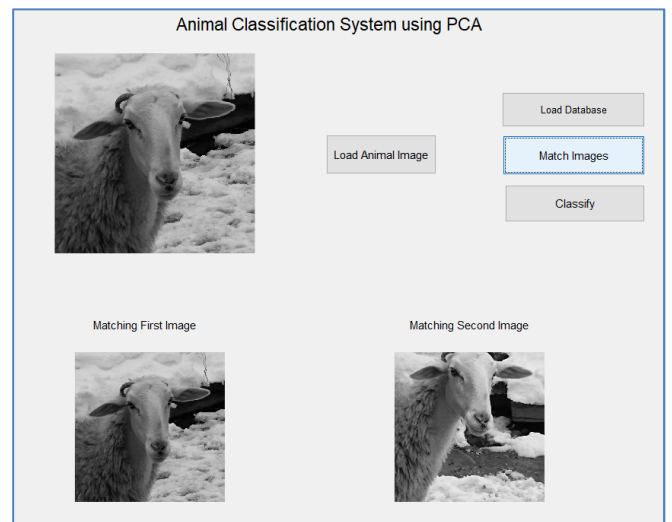 Animal Classification System using PCA
Load Database
Load Animal Image
Match Images
Classify
Matching First Image
Matching Second Image